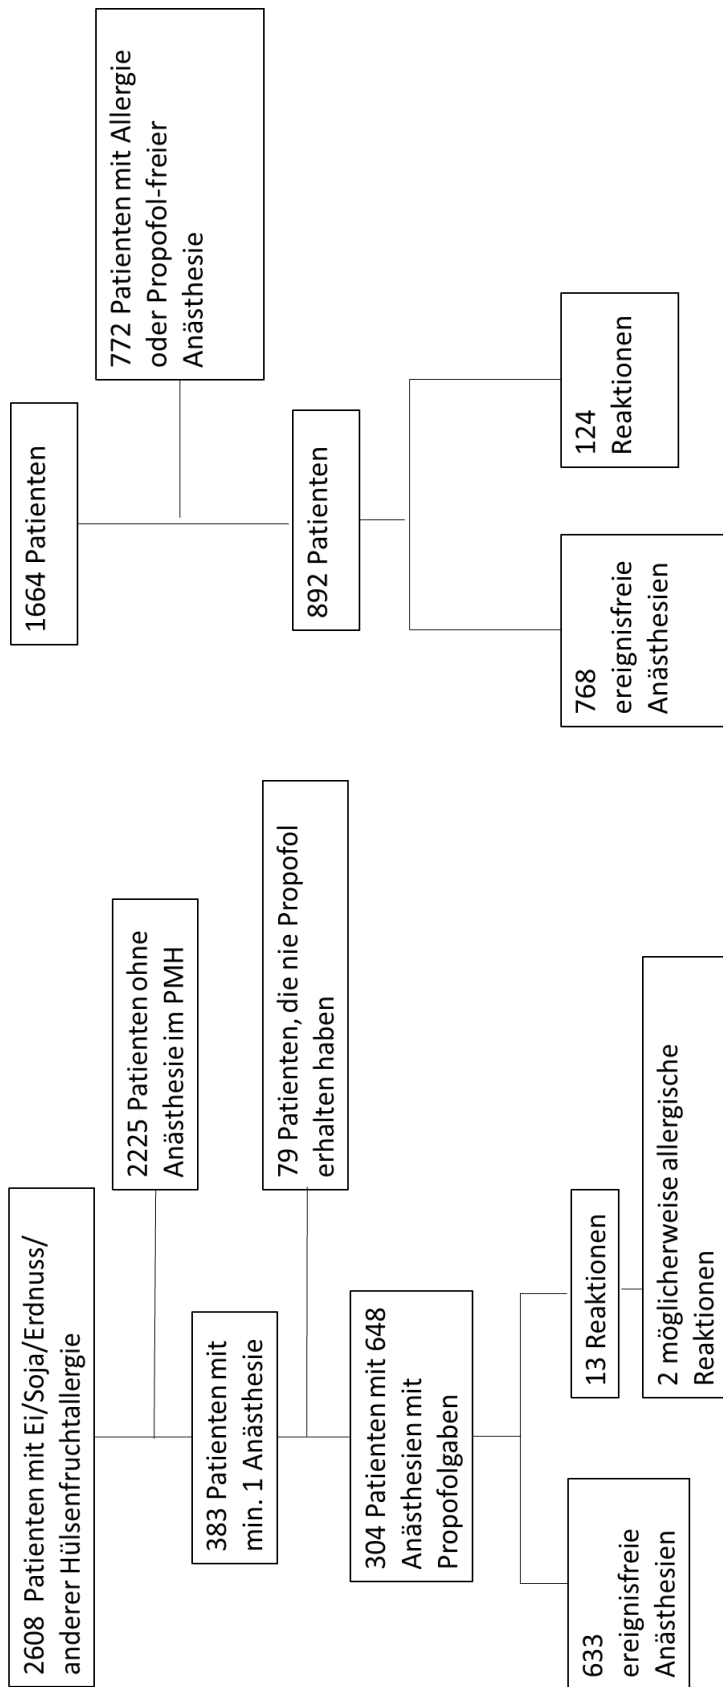 2608 Patienten mit Ei/Soja/Erdnuss/
anderer Hülsenfruchtallergie
2225 Patienten ohne
Anästhesie im PMH
383 Patienten mit
min. 1 Anästhesie
79 Patienten, die nie Propofol
erhalten haben
304 Patienten mit 648
Anästhesien mit
Propofolgaben
633
ereignisfreie
Anästhesien
13 Reaktionen
2 möglicherweise allergische
Reaktionen
1664 Patienten
772 Patienten mit Allergie
oder Propofol-freier
Anästhesie
892 Patienten
768
ereignisfreie
Anästhesien
124
Reaktionen